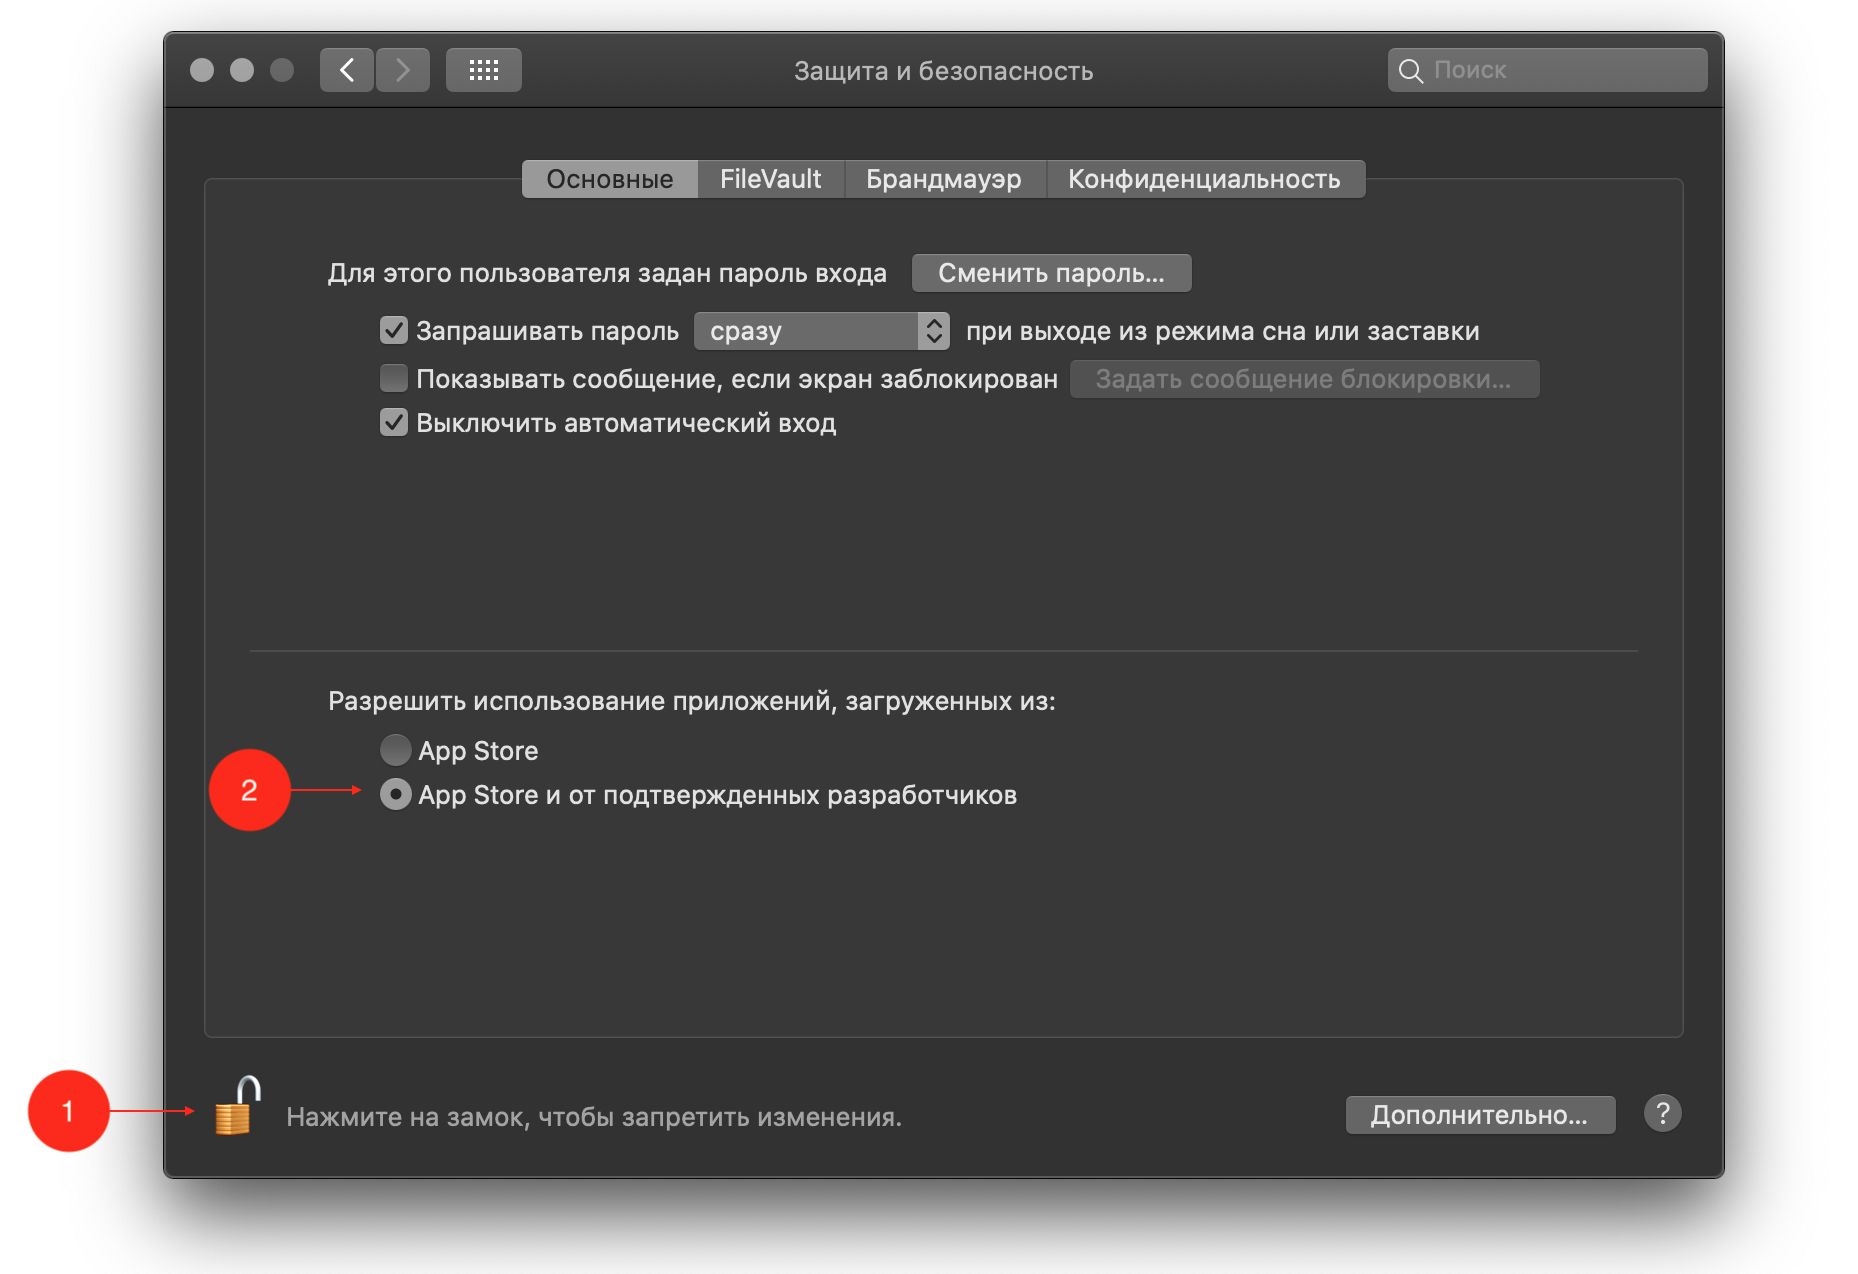 Защита и безопасность
Поиск
Основные FileVault Брандмауэр Конфиденциальность
Для этого пользователя задан пароль входа Сменить пароль...
Запрашивать пароль сразу при выходе из режима сна или заставки
Показывать сообщение, если экран заблокирован Задать сообщение блокировки...
Выключить автоматический вход
Разрешить использование приложений, загруженных из:
App Store
2 App Store и от подтвержденных разработчиков
1 Нажмите на замок, чтобы запретить изменения. Дополнительно... ?